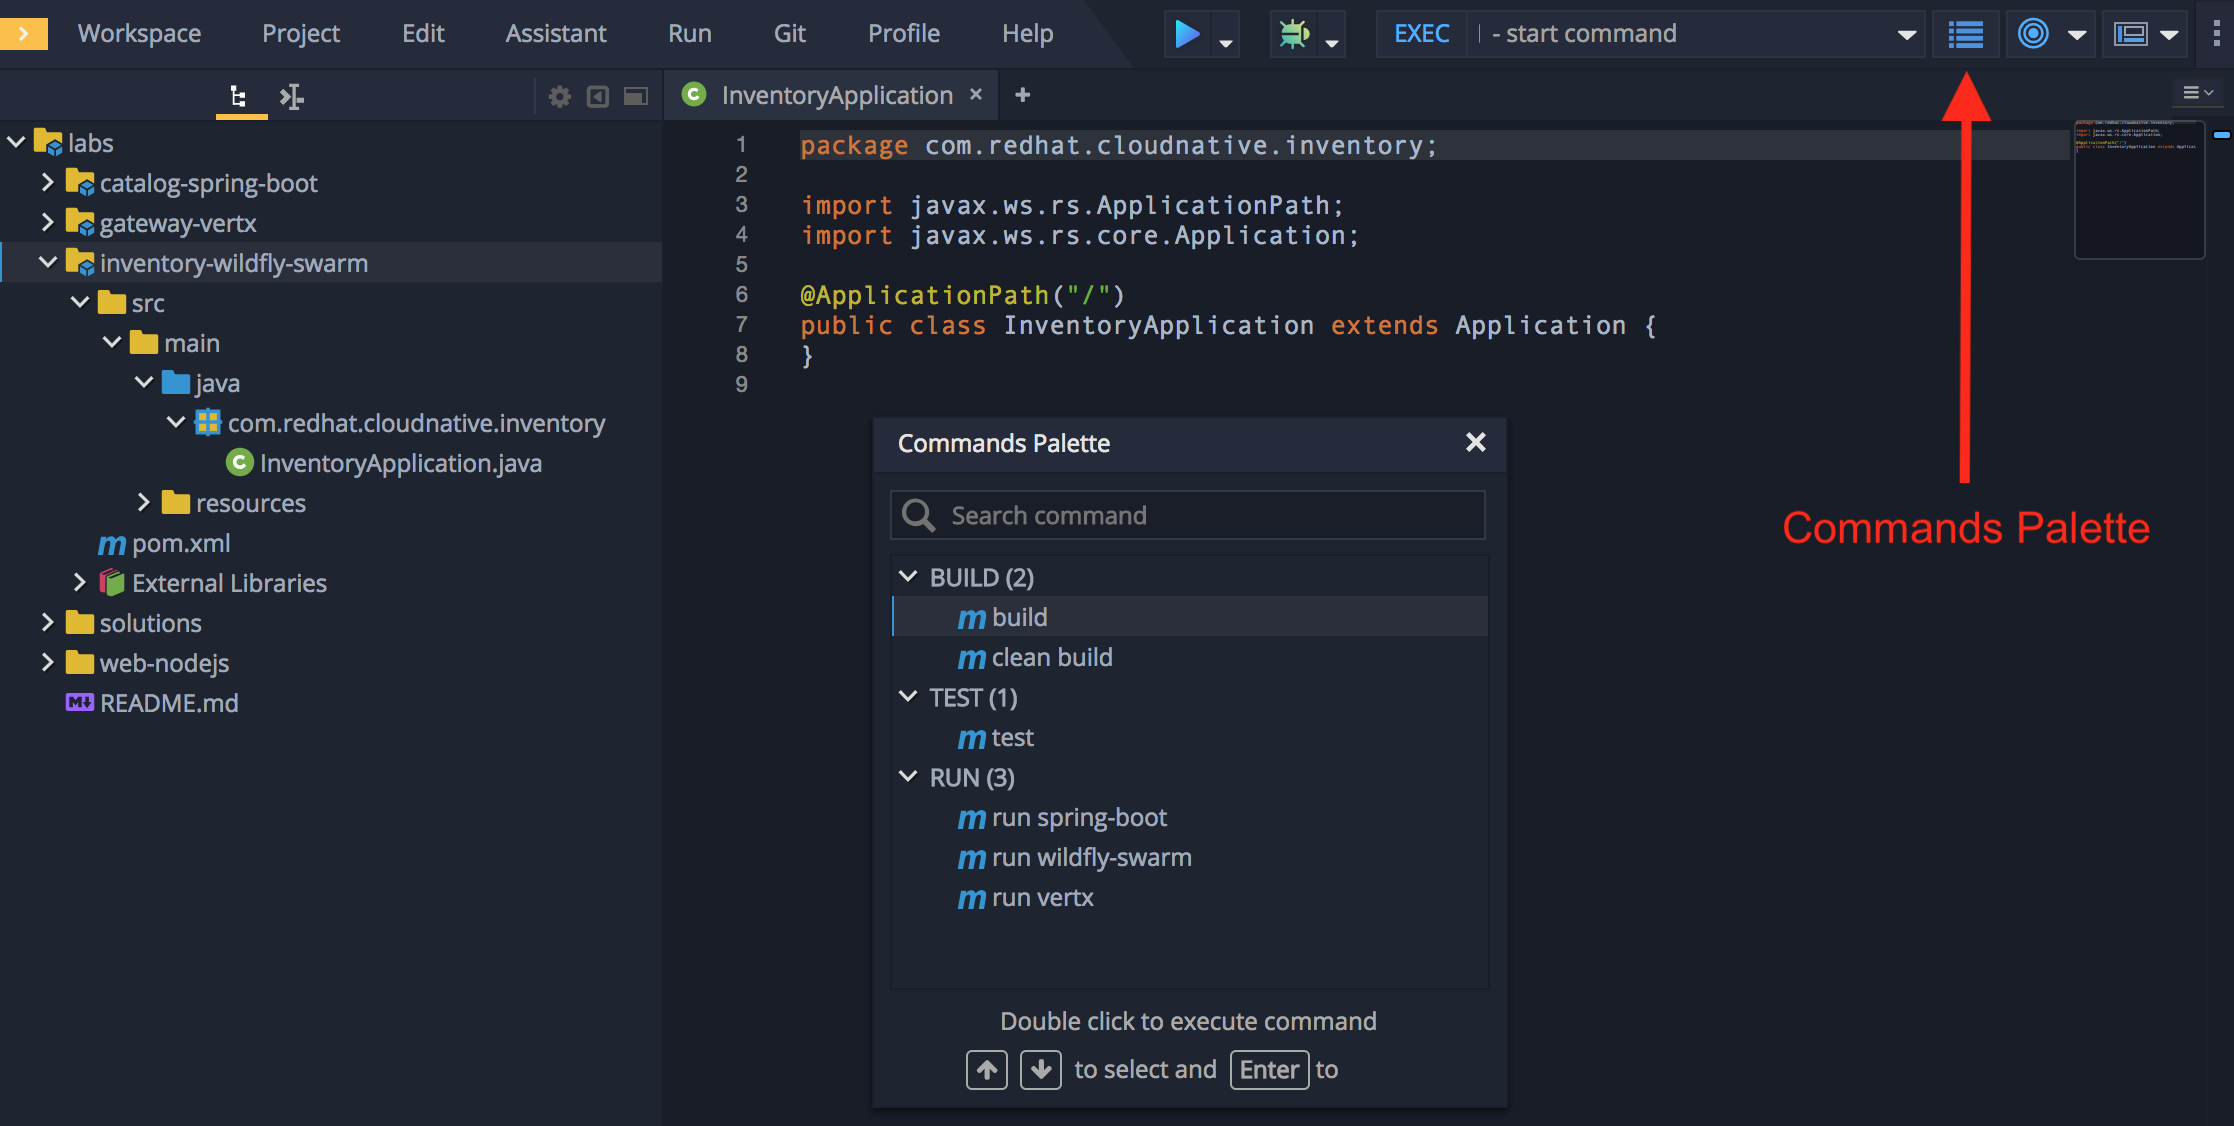 Workspace Project Edit Assistant Run Git Profile Help EXEC - start command
InventoryApplication
labs
catalog-spring-boot
gateway-vertx
inventory-wildfly-swarm
src
main
java
com.redhat.cloudnative.inventory
InventoryApplication.java
resources
pom.xml
External Libraries
solutions
web-nodejs
README.md
1 package com.redhat.cloudnative.inventory;
2
3 import javax.ws.rs.ApplicationPath;
4 import javax.ws.rs.core.Application;
5
6 @ApplicationPath("/")
7 public class InventoryApplication extends Application {
8 }
9
Commands Palette
Search command
BUILD (2)
m build
m clean build
TEST (1)
m test
RUN (3)
m run spring-boot
m run wildfly-swarm
m run vertx
Double click to execute command
to select and Enter to
Commands Palette